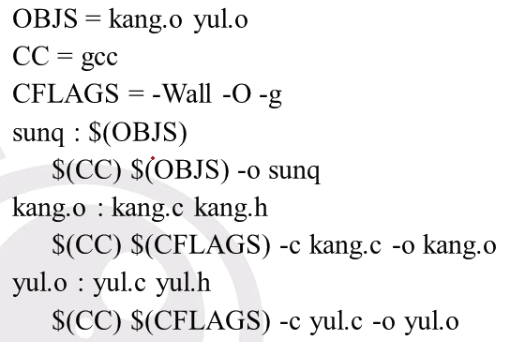 OBJS = kang.o yul.o
CC = gcc
CFLAGS = -Wall -O -g
sunq : $(OBJS)
$(CC) $(OBJS) -o sunq
kang.o : kang.c kang.h
$(CC) $(CFLAGS) -c kang.c -o kang.o
yul.o : yul.c yul.h
$(CC) $(CFLAGS) -c yul.c -o yul.o